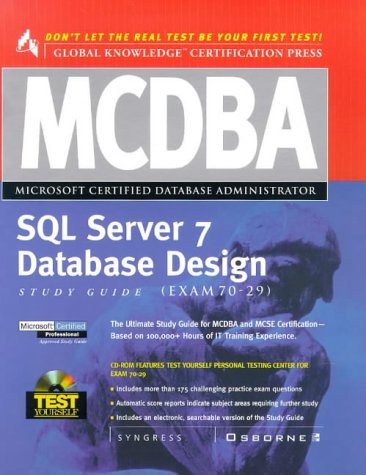 DON'T LET THE REAL TEST BE YOUR FIRST TEST!
GLOBAL KNOWLEDGE™ CERTIFICATION PRESS
MCDBA
MICROSOFT CERTIFIED DATABASE ADMINISTRATOR
SQL Server 7
Database Design
STUDY GUIDE (EXAM 70-29)
Microsoft Certified
Professional
Approved Study Guide
The Ultimate Study Guide for MCDBA and MCSE Certification—
Based on 100,000+ Hours of IT Training Experience.
CD-ROM FEATURES TEST YOURSELF PERSONAL TESTING CENTER FOR
EXAM 70-29
• Includes more than 175 challenging practice exam questions
• Automatic score reports indicate subject areas requiring further study
• Includes an electronic, searchable version of the Study Guide
TEST
YOURSELF
SYNGRESS OSBORNE